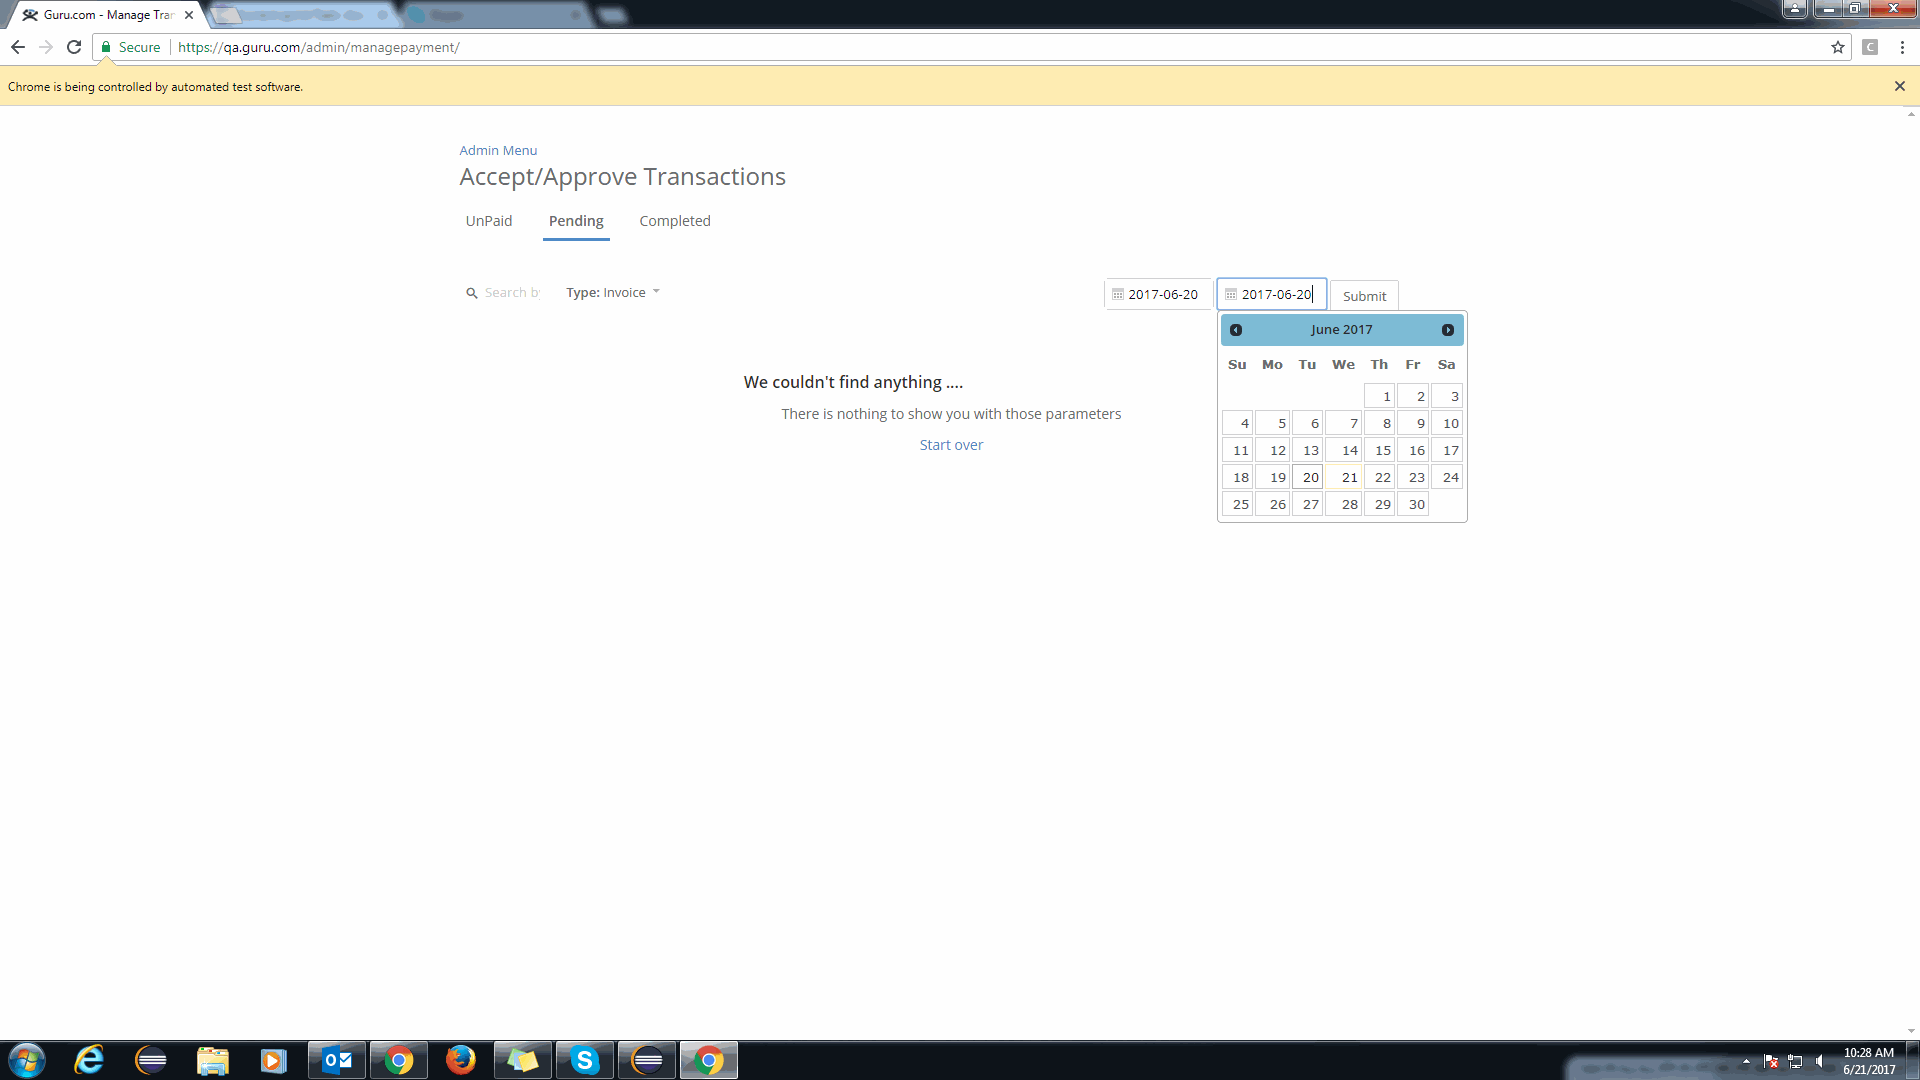 Guru.com - Manage Tran
Secure
https://qa.guru.com/admin/managepayment/
C
Chrome is being controlled by automated test software.
Admin Menu
Accept/Approve Transactions
UnPaid Pending Completed
Search by
Type: Invoice
2017-06-20 2017-06-20 Submit
June 2017
Su Mo Tu We Th Fr Sa
1 2 3
4 5 6 7 8 9 10
11 12 13 14 15 16 17
18 19 20 21 22 23 24
25 26 27 28 29 30
We couldn't find anything ....
There is nothing to show you with those parameters
Start over
10:28 AM
6/21/2017